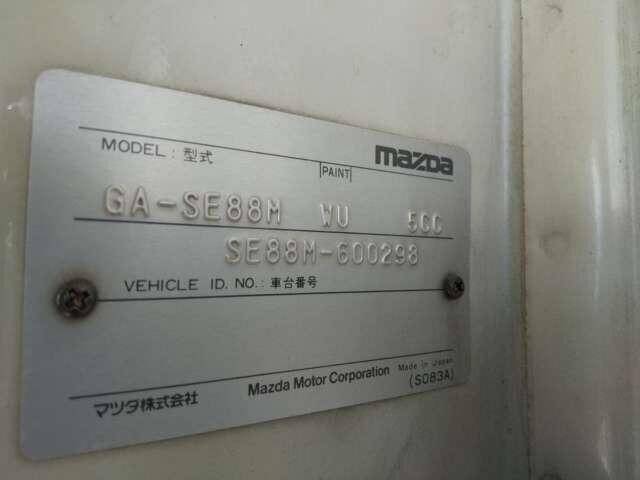 mazda
MODEL : 型式
PAINT
GA-SE88M WU 5GC
SE88M-600298
VEHICLE ID. NO. : 車台番号
マツダ株式会社 Mazda Motor Corporation Made in Japan
(S083A)